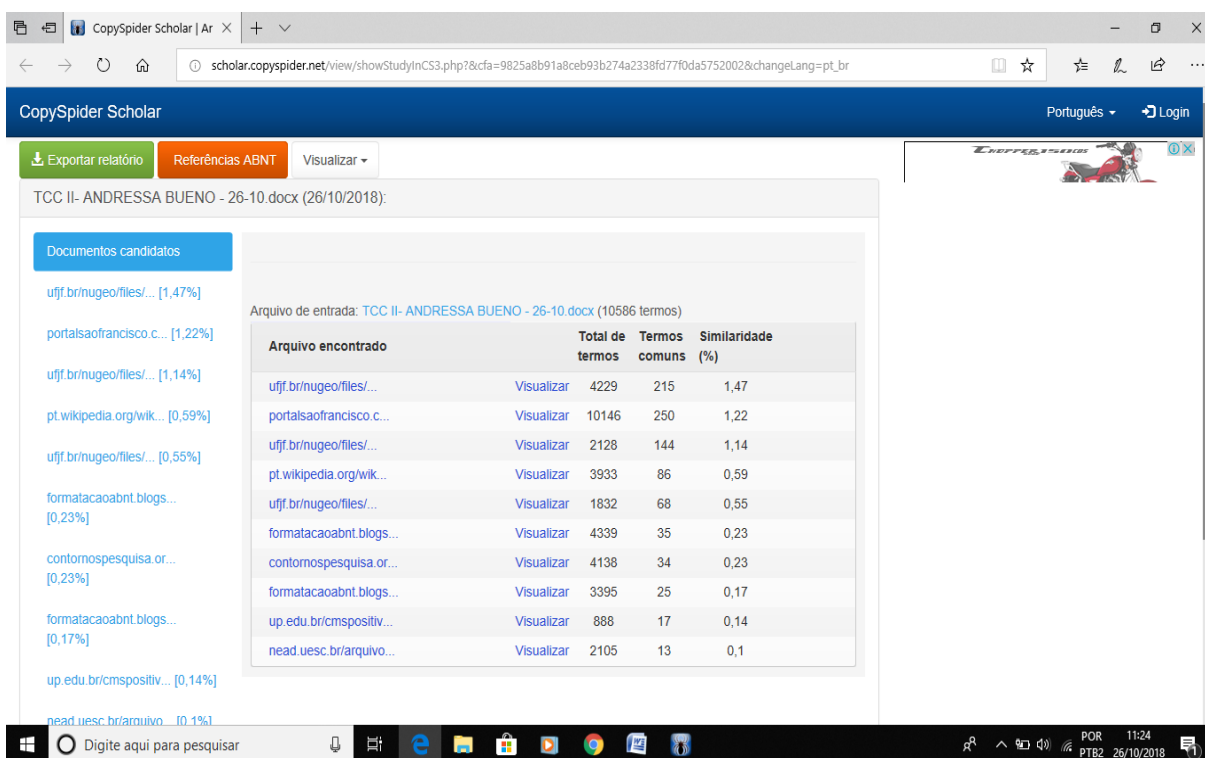 CopySpider Scholar | Ar
scholar.copyspider.net/view/showStudyInCS3.php?&cfa=9825a8b91a8ceb93b274a2338fd77f0da5752002&changeLang=pt_br
CopySpider Scholar
Português
Login
Exportar relatório
Referências ABNT
Visualizar
CHOPPER 150CC
TCC II- ANDRESSA BUENO - 26-10.docx (26/10/2018):
Documentos candidatos
ufjf.br/nugeo/files/... [1,47%]
portalsaofrancisco.c... [1,22%]
ufjf.br/nugeo/files/... [1,14%]
pt.wikipedia.org/wik... [0,59%]
ufjf.br/nugeo/files/... [0,55%]
formatacaoabnt.blogs...
[0,23%]
contornospesquisa.or...
[0,23%]
formatacaoabnt.blogs...
[0,17%]
up.edu.br/cmspositiv... [0,14%]
nead.uesc.br/arquivo... [0,1%]
Arquivo de entrada: TCC II- ANDRESSA BUENO - 26-10.docx (10586 termos)
Arquivo encontrado Total de termos Termos comuns Similaridade (%)
ufjf.br/nugeo/files/... Visualizar 4229 215 1,47
portalsaofrancisco.c... Visualizar 10146 250 1,22
ufjf.br/nugeo/files/... Visualizar 2128 144 1,14
pt.wikipedia.org/wik... Visualizar 3933 86 0,59
ufjf.br/nugeo/files/... Visualizar 1832 68 0,55
formatacaoabnt.blogs... Visualizar 4339 35 0,23
contornospesquisa.or... Visualizar 4138 34 0,23
formatacaoabnt.blogs... Visualizar 3395 25 0,17
up.edu.br/cmspositiv... Visualizar 888 17 0,14
nead.uesc.br/arquivo... Visualizar 2105 13 0,1
Digite aqui para pesquisar
POR 11:24
PTB2 26/10/2018